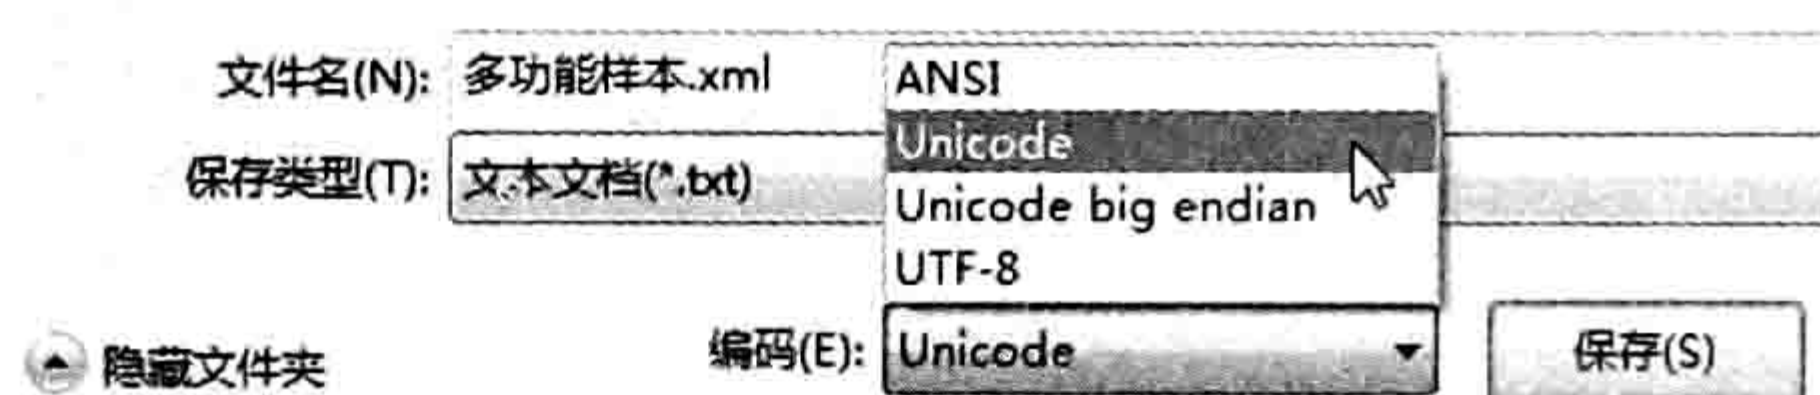 文件名(N): 多功能样本.xml
ANSI
Unicode
保存类型(T): 文本文档(*.txt)
Unicode big endian
UTF-8
编码(E): Unicode
保存(S)
隐藏文件夹